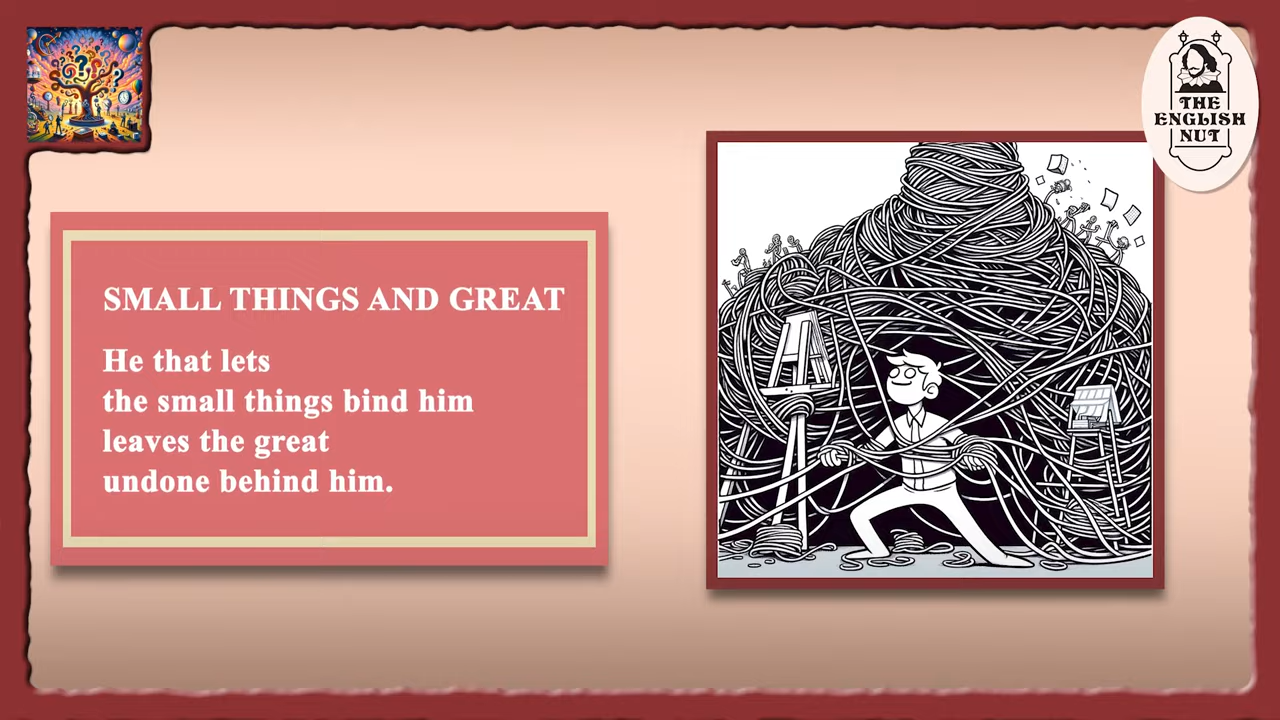 SMALL THINGS AND GREAT
He that lets
the small things bind him
leaves the great
undone behind him.
THE
ENGLISH
NUT